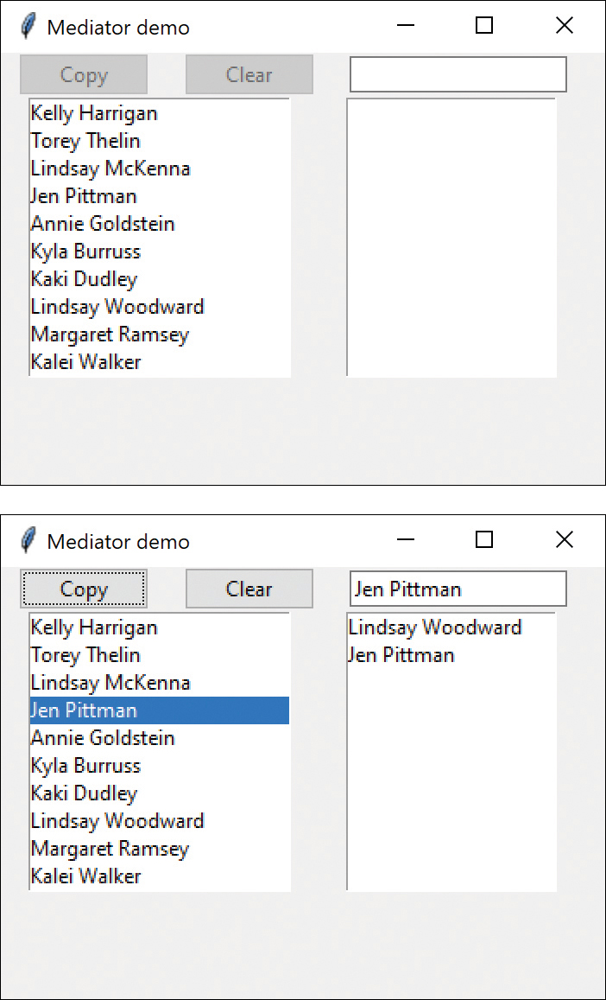 Mediator demo
Copy Clear
Kelly Harrigan
Torey Thelin
Lindsay McKenna
Jen Pittman
Annie Goldstein
Kyla Burruss
Kaki Dudley
Lindsay Woodward
Margaret Ramsey
Kalei Walker
Mediator demo
Copy Clear Jen Pittman
Kelly Harrigan
Torey Thelin
Lindsay McKenna
Jen Pittman
Annie Goldstein
Kyla Burruss
Kaki Dudley
Lindsay Woodward
Margaret Ramsey
Kalei Walker
Lindsay Woodward
Jen Pittman